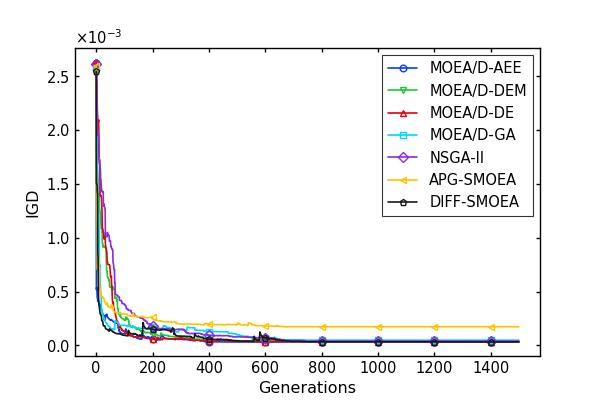 ×10⁻³
2.5
2.0
1.5
1.0
0.5
0.0
IGD
0
200
400
600
800
1000
1200
1400
Generations
MOEA/D-AEE
MOEA/D-DEM
MOEA/D-DE
MOEA/D-GA
NSGA-II
APG-SMOEA
DIFF-SMOEA